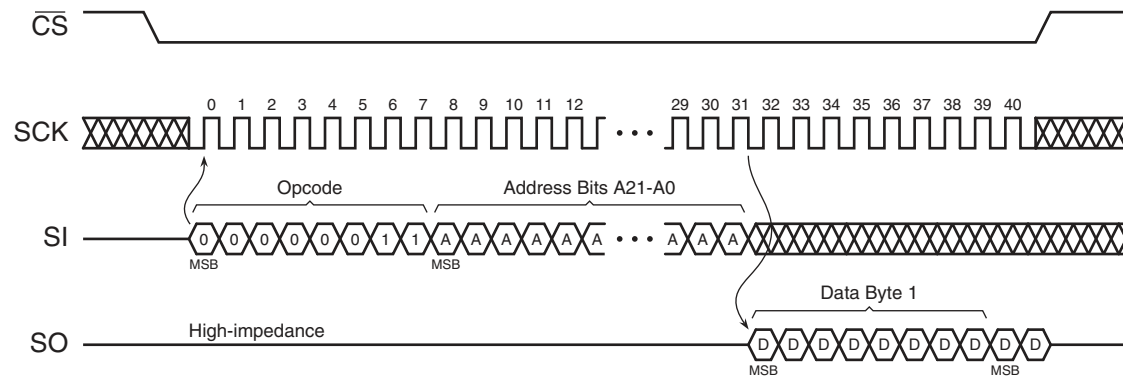 CS
0 1 2 3 4 5 6 7 8 9 10 11 12 29 30 31 32 33 34 35 36 37 38 39 40
SCK
Opcode Address Bits A21-A0
SI 0 0 0 0 0 0 1 1 A A A A A A A A A
MSB MSB
Data Byte 1
High-impedance
SO D D D D D D D D D D
MSB MSB